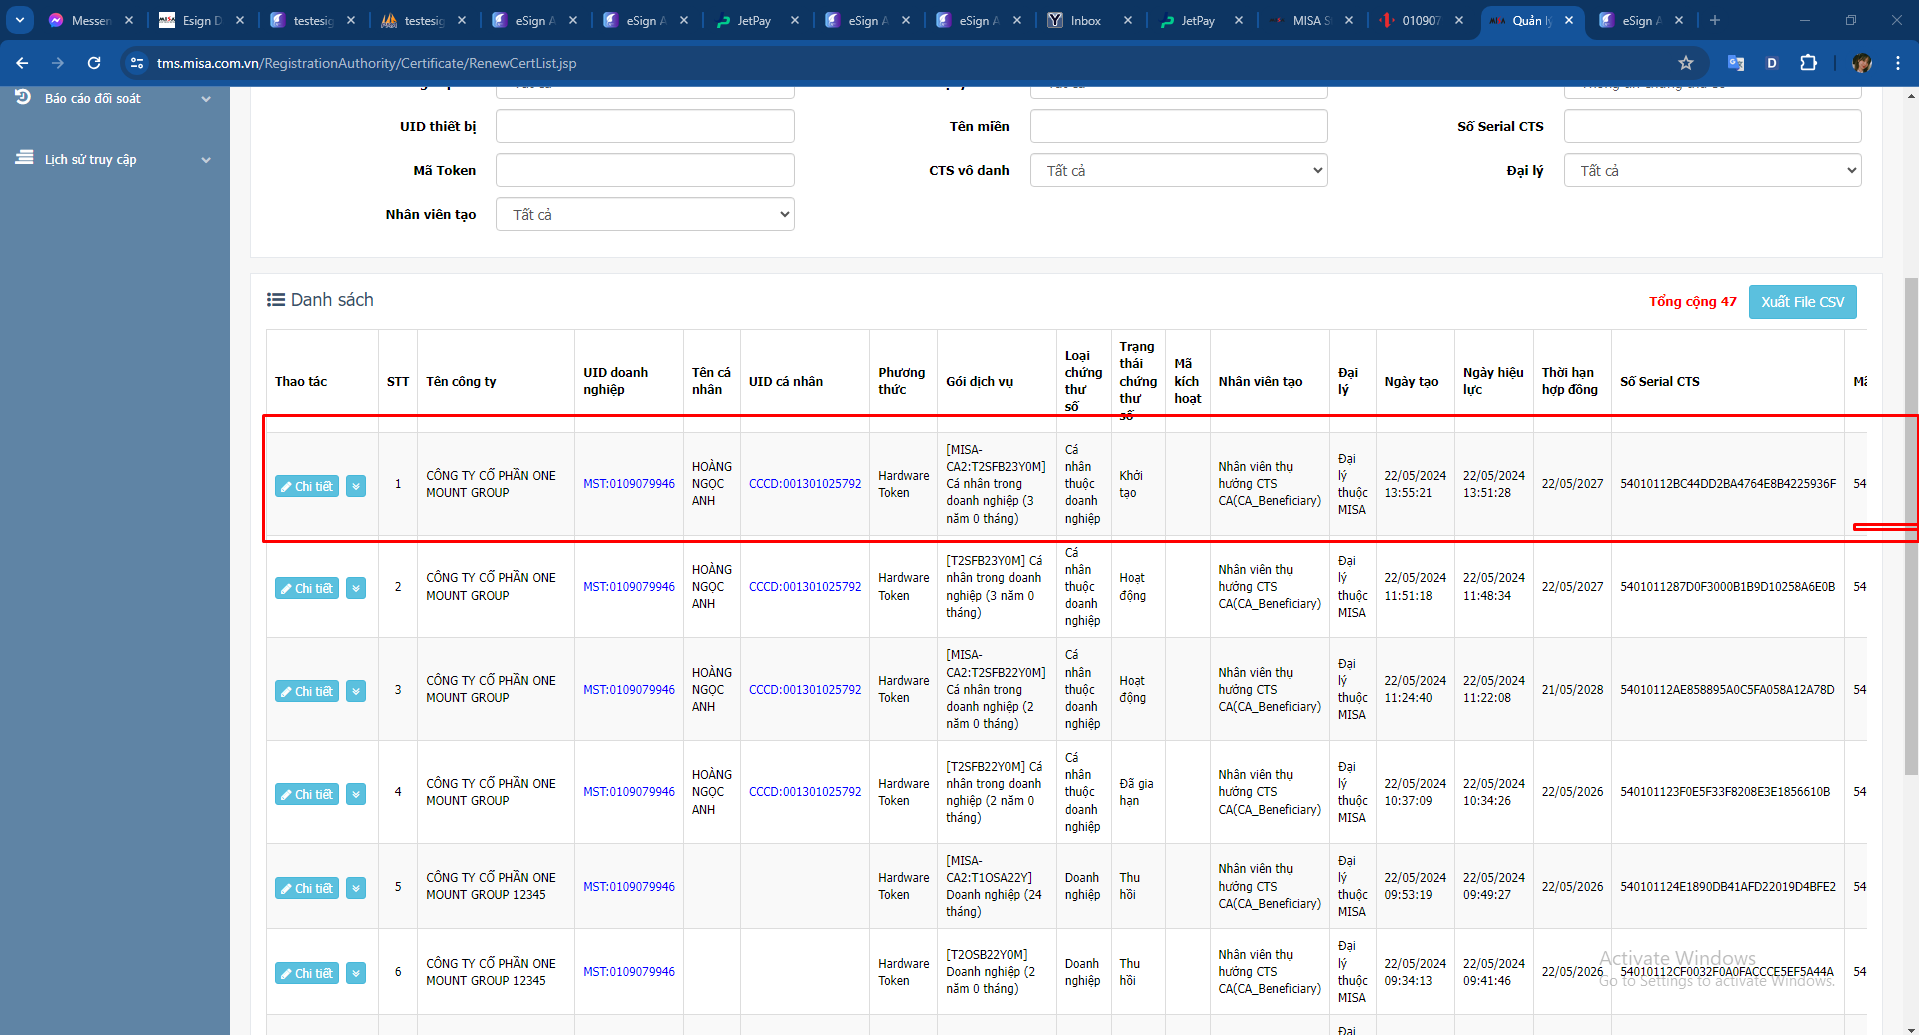 Messen
Esign D
testesig
testesig
eSign A
eSign A
JetPay
eSign A
eSign A
Inbox
JetPay
MISA S
010907
Quản lý
eSign A
tms.misa.com.vn/RegistrationAuthority/Certificate/RenewCertList.jsp
Báo cáo đối soát
Lịch sử truy cập
UID thiết bị
Tên miền
Số Serial CTS
Mã Token
CTS vô danh
Tất cả
Đại lý
Tất cả
Nhân viên tạo
Tất cả
Danh sách
Tổng cộng 47
Xuất File CSV
Thao tác
STT
Tên công ty
UID doanh
nghiệp
Tên cá
nhân
UID cá nhân
Phương
thức
Gói dịch vụ
Loại
chứng
thư
số
Trạng
thái
chứng
thư
số
Mã
kích
hoạt
Nhân viên tạo
Đại
lý
Ngày tạo
Ngày hiệu
lực
Thời hạn
hợp đồng
Số Serial CTS
Mã
Chi tiết
1
CÔNG TY CỔ PHẦN ONE
MOUNT GROUP
MST:0109079946
HOÀNG
NGỌC
ANH
CCCD:001301025792
Hardware
Token
[MISA-
CA2:T2SFB23Y0M]
Cá nhân trong
doanh nghiệp (3
năm 0 tháng)
Cá
nhân
thuộc
doanh
nghiệp
Khởi
tạo
Nhân viên thụ
hưởng CTS
CA(CA_Beneficiary)
Đại
lý
thuộc
MISA
22/05/2024
13:55:21
22/05/2024
13:51:28
22/05/2027
54010112BC44DD2BA4764E8B4225936F
54
Chi tiết
2
CÔNG TY CỔ PHẦN ONE
MOUNT GROUP
MST:0109079946
HOÀNG
NGỌC
ANH
CCCD:001301025792
Hardware
Token
[T2SFB23Y0M] Cá
nhân trong doanh
nghiệp (3 năm 0
tháng)
Cá
nhân
thuộc
doanh
nghiệp
Hoạt
động
Nhân viên thụ
hưởng CTS
CA(CA_Beneficiary)
Đại
lý
thuộc
MISA
22/05/2024
11:51:18
22/05/2024
11:48:34
22/05/2027
5401011287D0F3000B1B9D10258A6E0B
54
Chi tiết
3
CÔNG TY CỔ PHẦN ONE
MOUNT GROUP
MST:0109079946
HOÀNG
NGỌC
ANH
CCCD:001301025792
Hardware
Token
[MISA-
CA2:T2SFB22Y0M]
Cá nhân trong
doanh nghiệp (2
năm 0 tháng)
Cá
nhân
thuộc
doanh
nghiệp
Hoạt
động
Nhân viên thụ
hưởng CTS
CA(CA_Beneficiary)
Đại
lý
thuộc
MISA
22/05/2024
11:24:40
22/05/2024
11:22:08
21/05/2028
54010112AE858895A0C5FA058A12A78D
54
Chi tiết
4
CÔNG TY CỔ PHẦN ONE
MOUNT GROUP
MST:0109079946
HOÀNG
NGỌC
ANH
CCCD:001301025792
Hardware
Token
[T2SFB22Y0M] Cá
nhân trong doanh
nghiệp (2 năm 0
tháng)
Cá
nhân
thuộc
doanh
nghiệp
Đã gia
hạn
Nhân viên thụ
hưởng CTS
CA(CA_Beneficiary)
Đại
lý
thuộc
MISA
22/05/2024
10:37:09
22/05/2024
10:34:26
22/05/2026
540101123F0E5F33F8208E3E1856610B
54
Chi tiết
5
CÔNG TY CỔ PHẦN ONE
MOUNT GROUP 12345
MST:0109079946
Hardware
Token
[MISA-
CA2:T1OSA22Y]
Doanh nghiệp (24
tháng)
Doanh
nghiệp
Thu
hồi
Nhân viên thụ
hưởng CTS
CA(CA_Beneficiary)
Đại
lý
thuộc
MISA
22/05/2024
09:53:19
22/05/2024
09:49:27
22/05/2026
540101124E1890DB41AFD22019D4BFE2
54
Chi tiết
6
CÔNG TY CỔ PHẦN ONE
MOUNT GROUP 12345
MST:0109079946
Hardware
Token
[T2OSB22Y0M]
Doanh nghiệp (2
năm 0 tháng)
Doanh
nghiệp
Thu
hồi
Nhân viên thụ
hưởng CTS
CA(CA_Beneficiary)
Đại
lý
thuộc
MISA
22/05/2024
09:34:13
22/05/2024
09:41:46
22/05/2026
54010112CF0032F0A0FACCCE5EF5A44A
54
Đại
Activate Windows
Go to Settings to activate Windows.